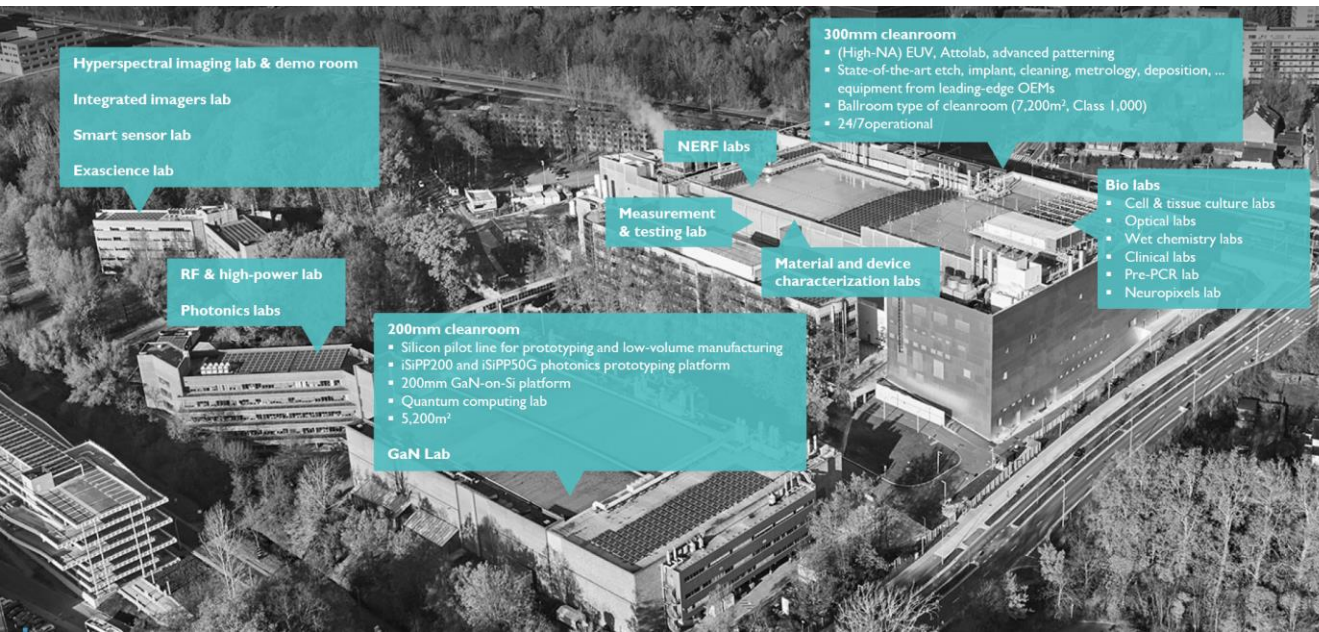 Hyperspectral imaging lab & demo room
Integrated imagers lab
Smart sensor lab
Exascience lab
RF & high-power lab
Photonics labs
200mm cleanroom
▪ Silicon pilot line for prototyping and low-volume manufacturing
▪ iSiPP200 and iSiPP50G photonics prototyping platform
▪ 200mm GaN-on-Si platform
▪ Quantum computing lab
▪ 5,200m²
GaN Lab
NERF labs
Measurement
& testing lab
Material and device
characterization labs
300mm cleanroom
▪ (High-NA) EUV, Attolab, advanced patterning
▪ State-of-the-art etch, implant, cleaning, metrology, deposition, ...
equipment from leading-edge OEMs
▪ Ballroom type of cleanroom (7,200m², Class 1,000)
▪ 24/7operational
Bio labs
▪ Cell & tissue culture labs
▪ Optical labs
▪ Wet chemistry labs
▪ Clinical labs
▪ Pre-PCR lab
▪ Neuropixels lab